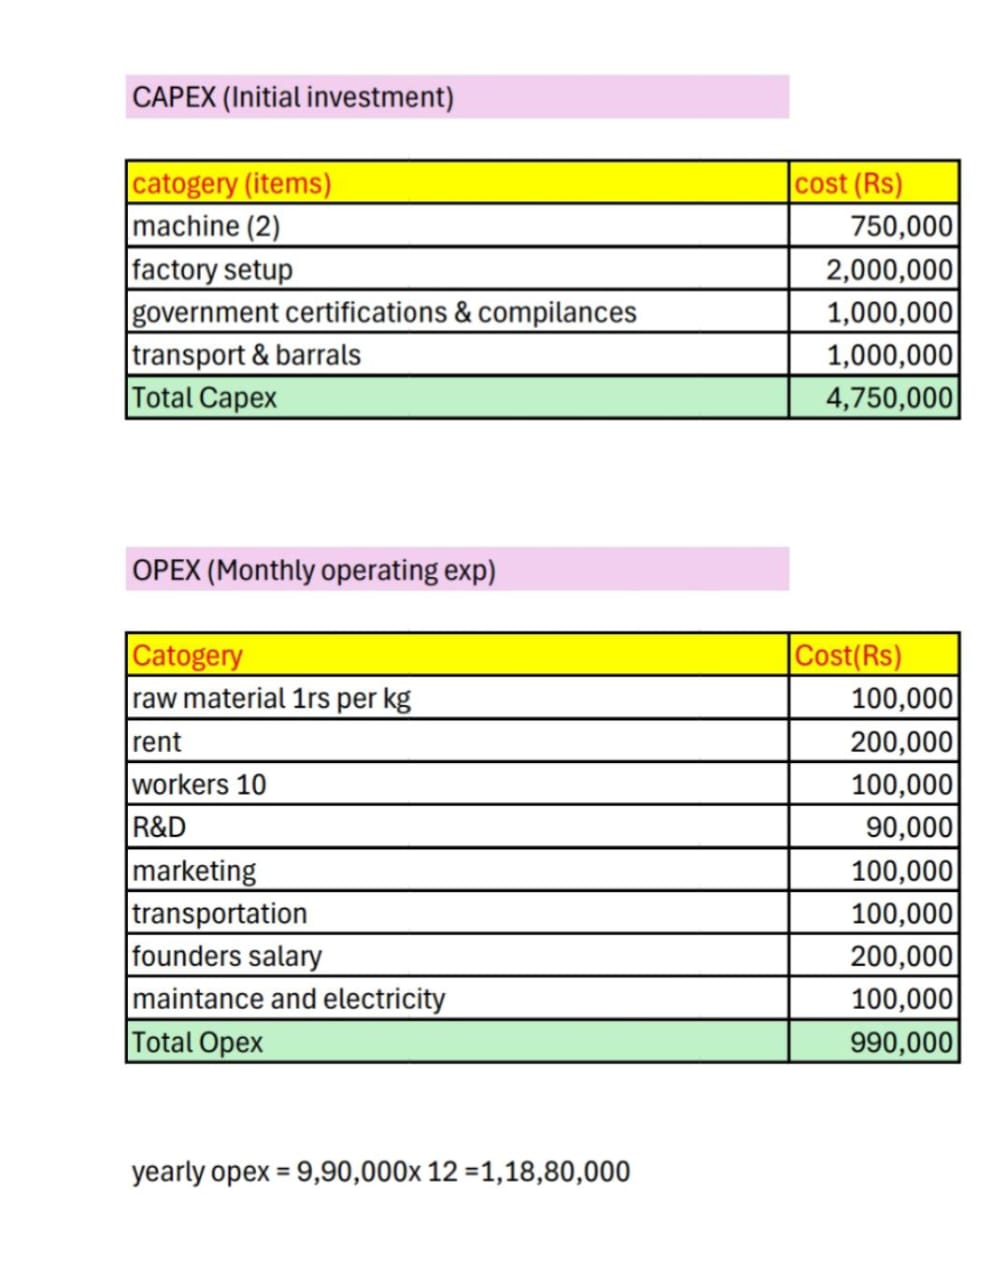 CAPEX (Initial investment)
catogery (items) cost (Rs)
machine (2) 750,000
factory setup 2,000,000
government certifications & compilances 1,000,000
transport & barrals 1,000,000
Total Capex 4,750,000
OPEX (Monthly operating exp)
Catogery Cost(Rs)
raw material 1rs per kg 100,000
rent 200,000
workers 10 100,000
R&D 90,000
marketing 100,000
transportation 100,000
founders salary 200,000
maintance and electricity 100,000
Total Opex 990,000
yearly opex = 9,90,000x 12 =1,18,80,000